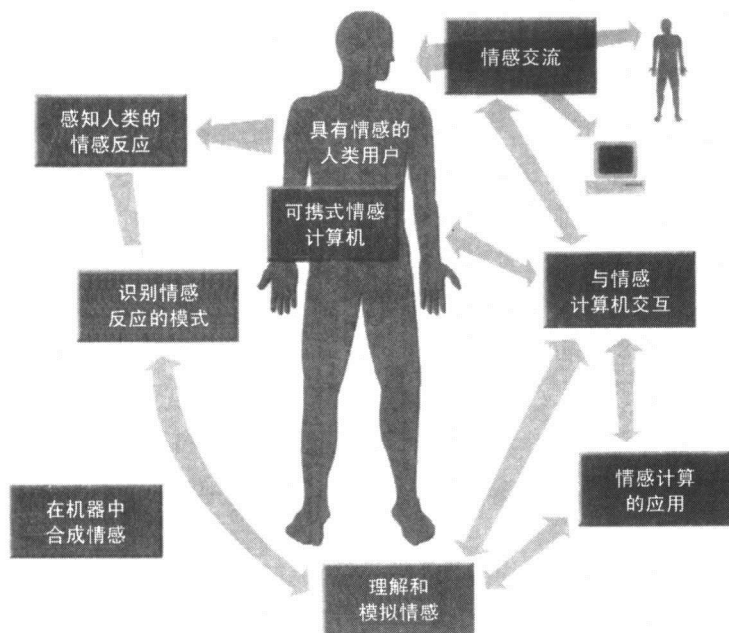 情感交流
感知人类的
情感反应
具有情感的
人类用户
可携式情感
计算机
识别情感
反应的模式
与情感
计算机交互
在机器中
合成情感
情感计算
的应用
理解和
模拟情感